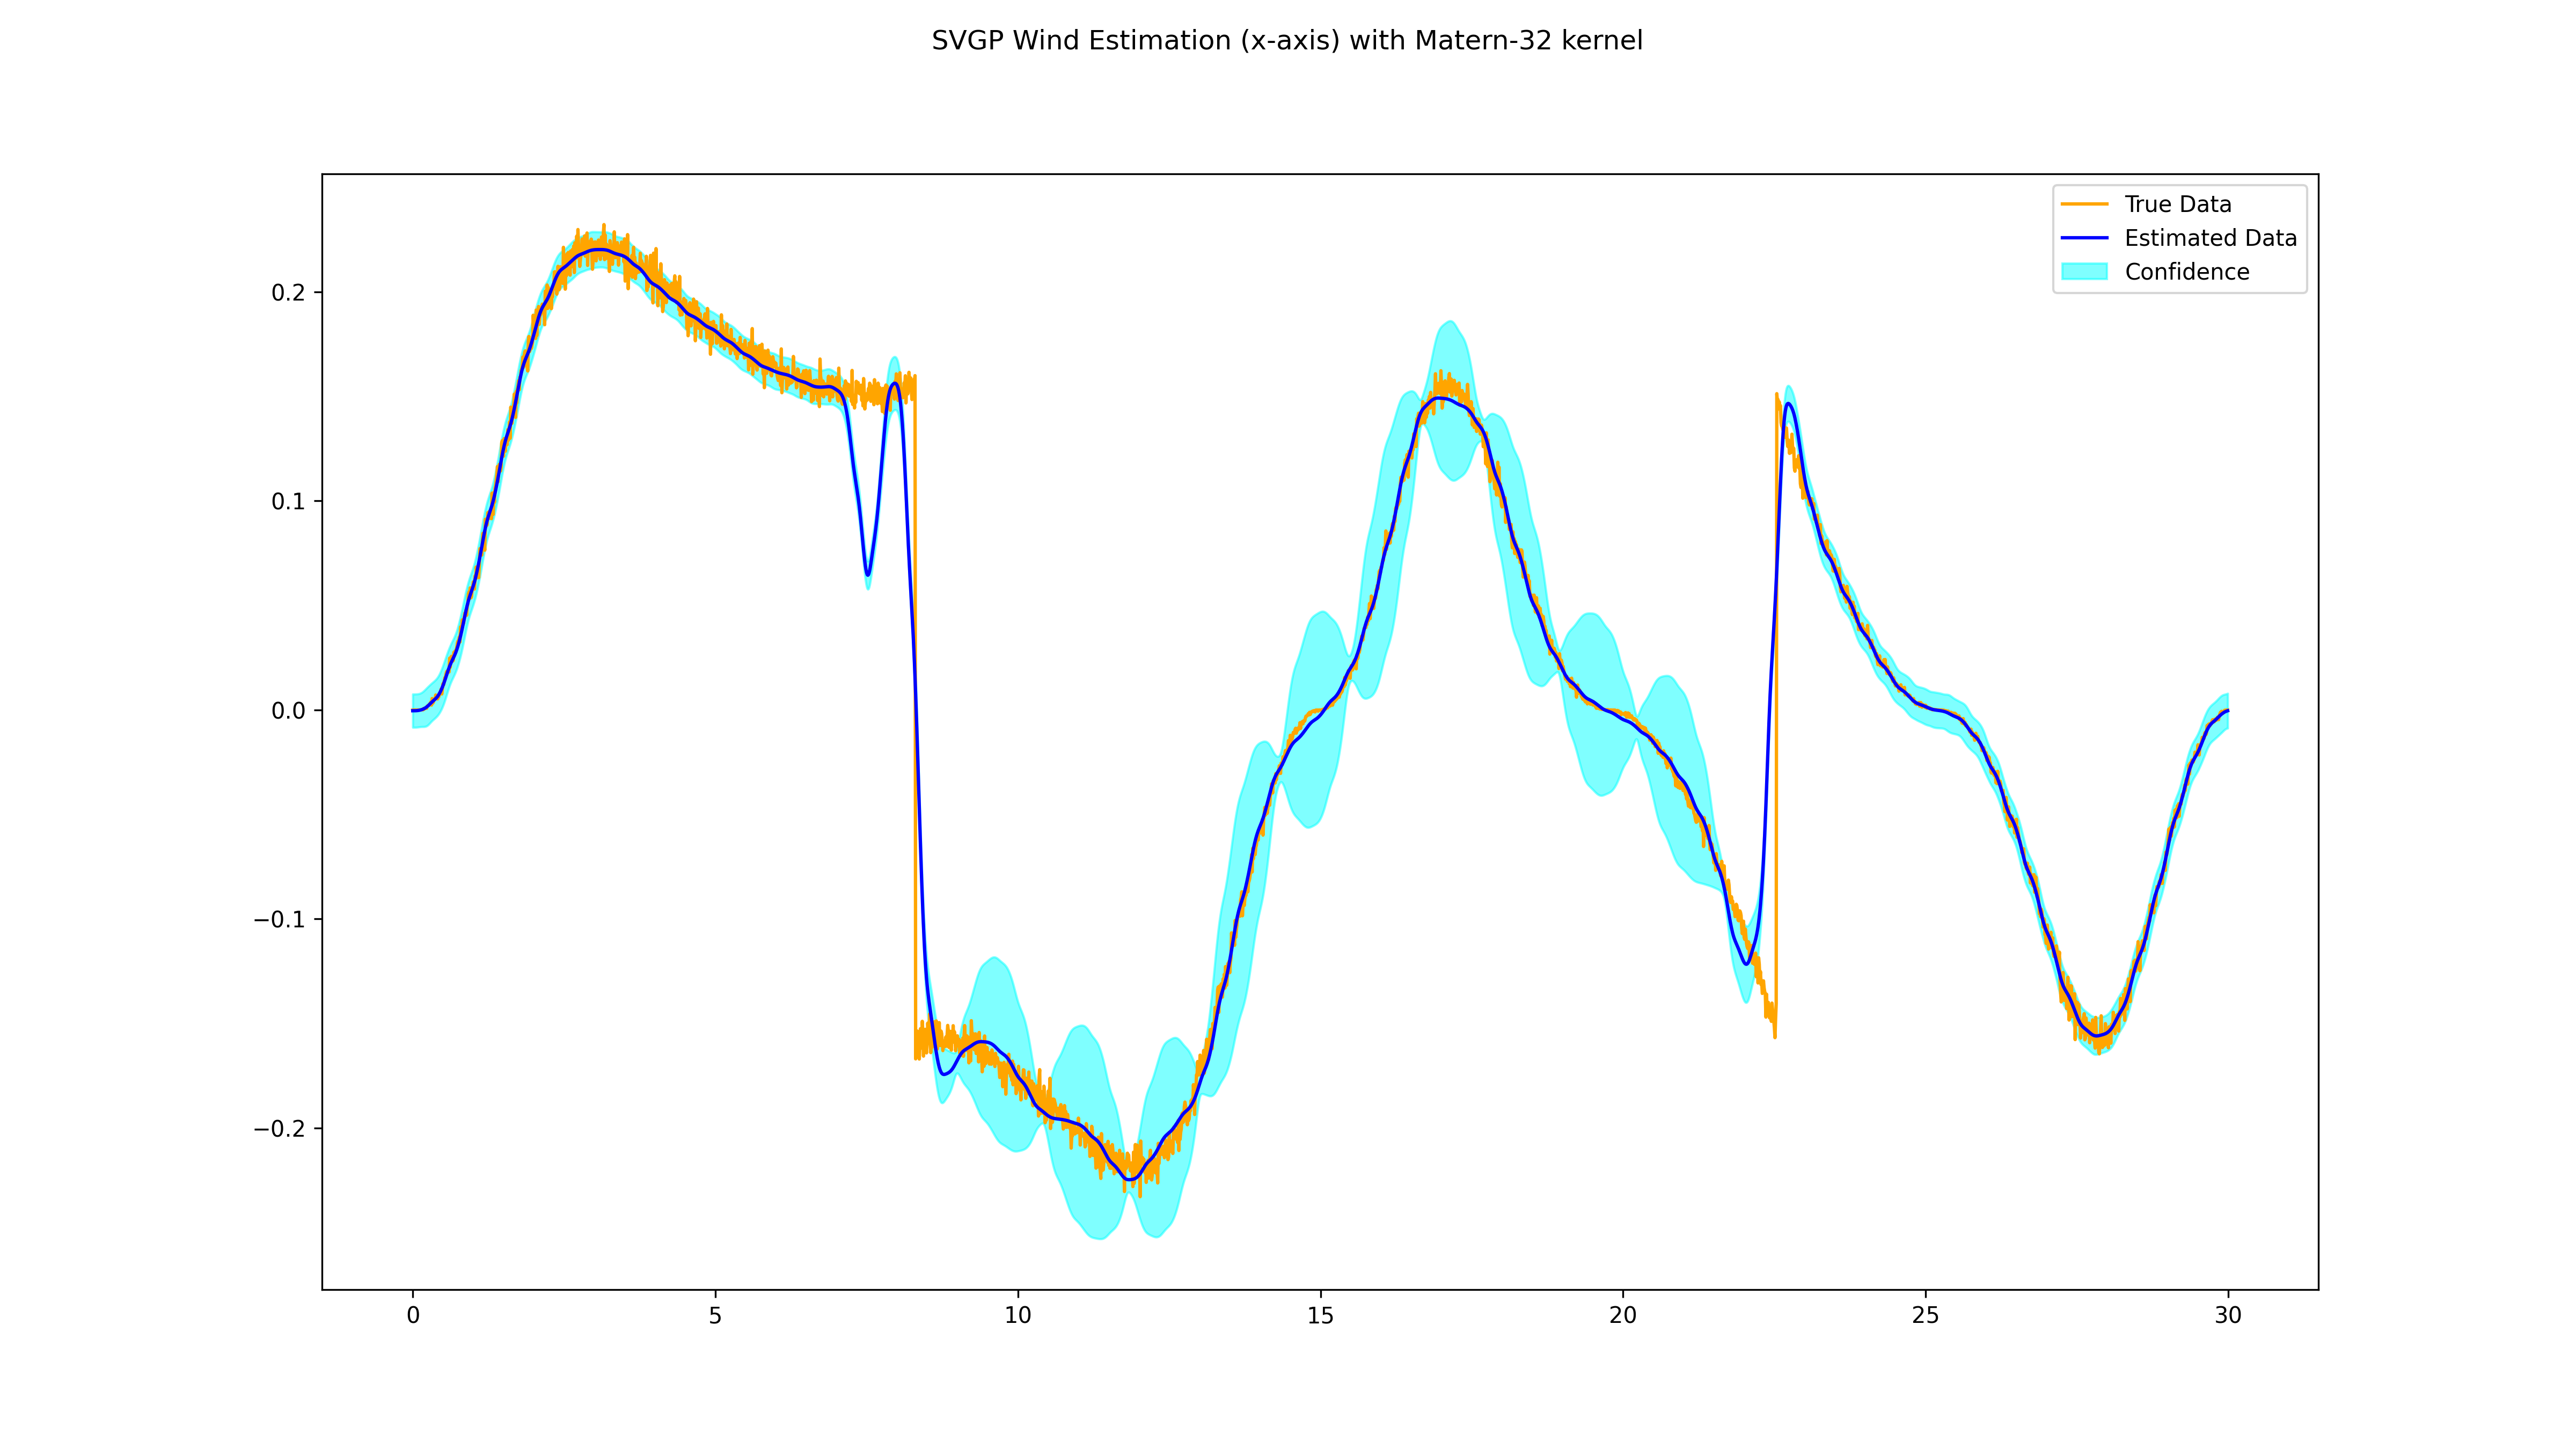 SVGP Wind Estimation (x-axis) with Matern-32 kernel
True Data
Estimated Data
Confidence
0.2
0.1
0.0
−0.1
−0.2
0 5 10 15 20 25 30